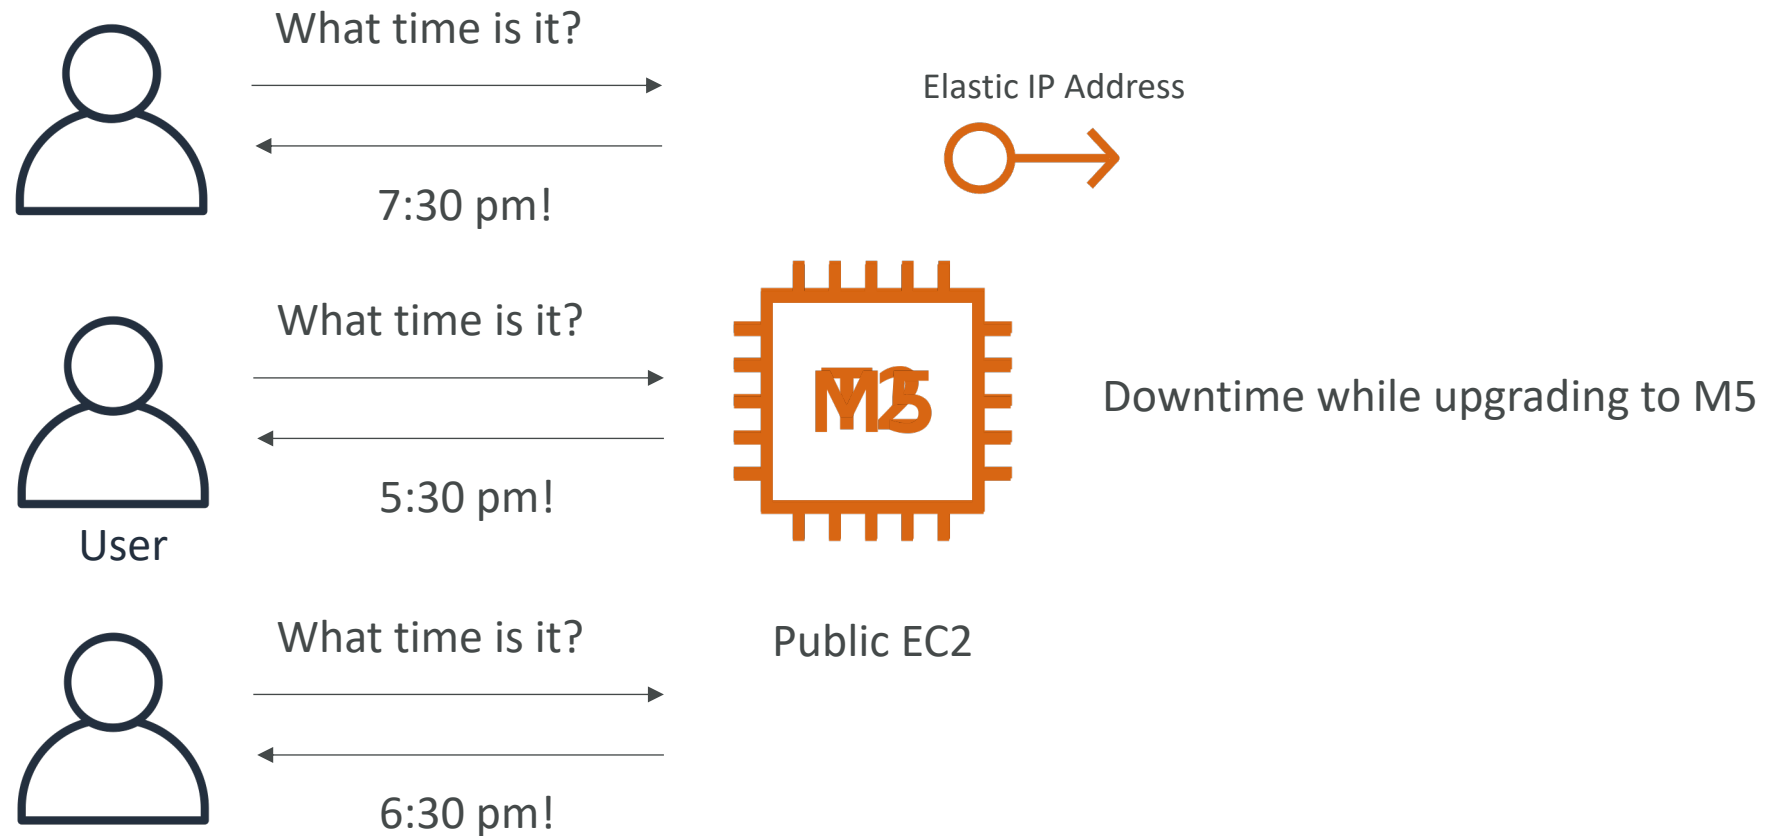 What time is it?
7:30 pm!
Elastic IP Address
What time is it?
5:30 pm!
User
Downtime while upgrading to M5
What time is it?
6:30 pm!
Public EC2